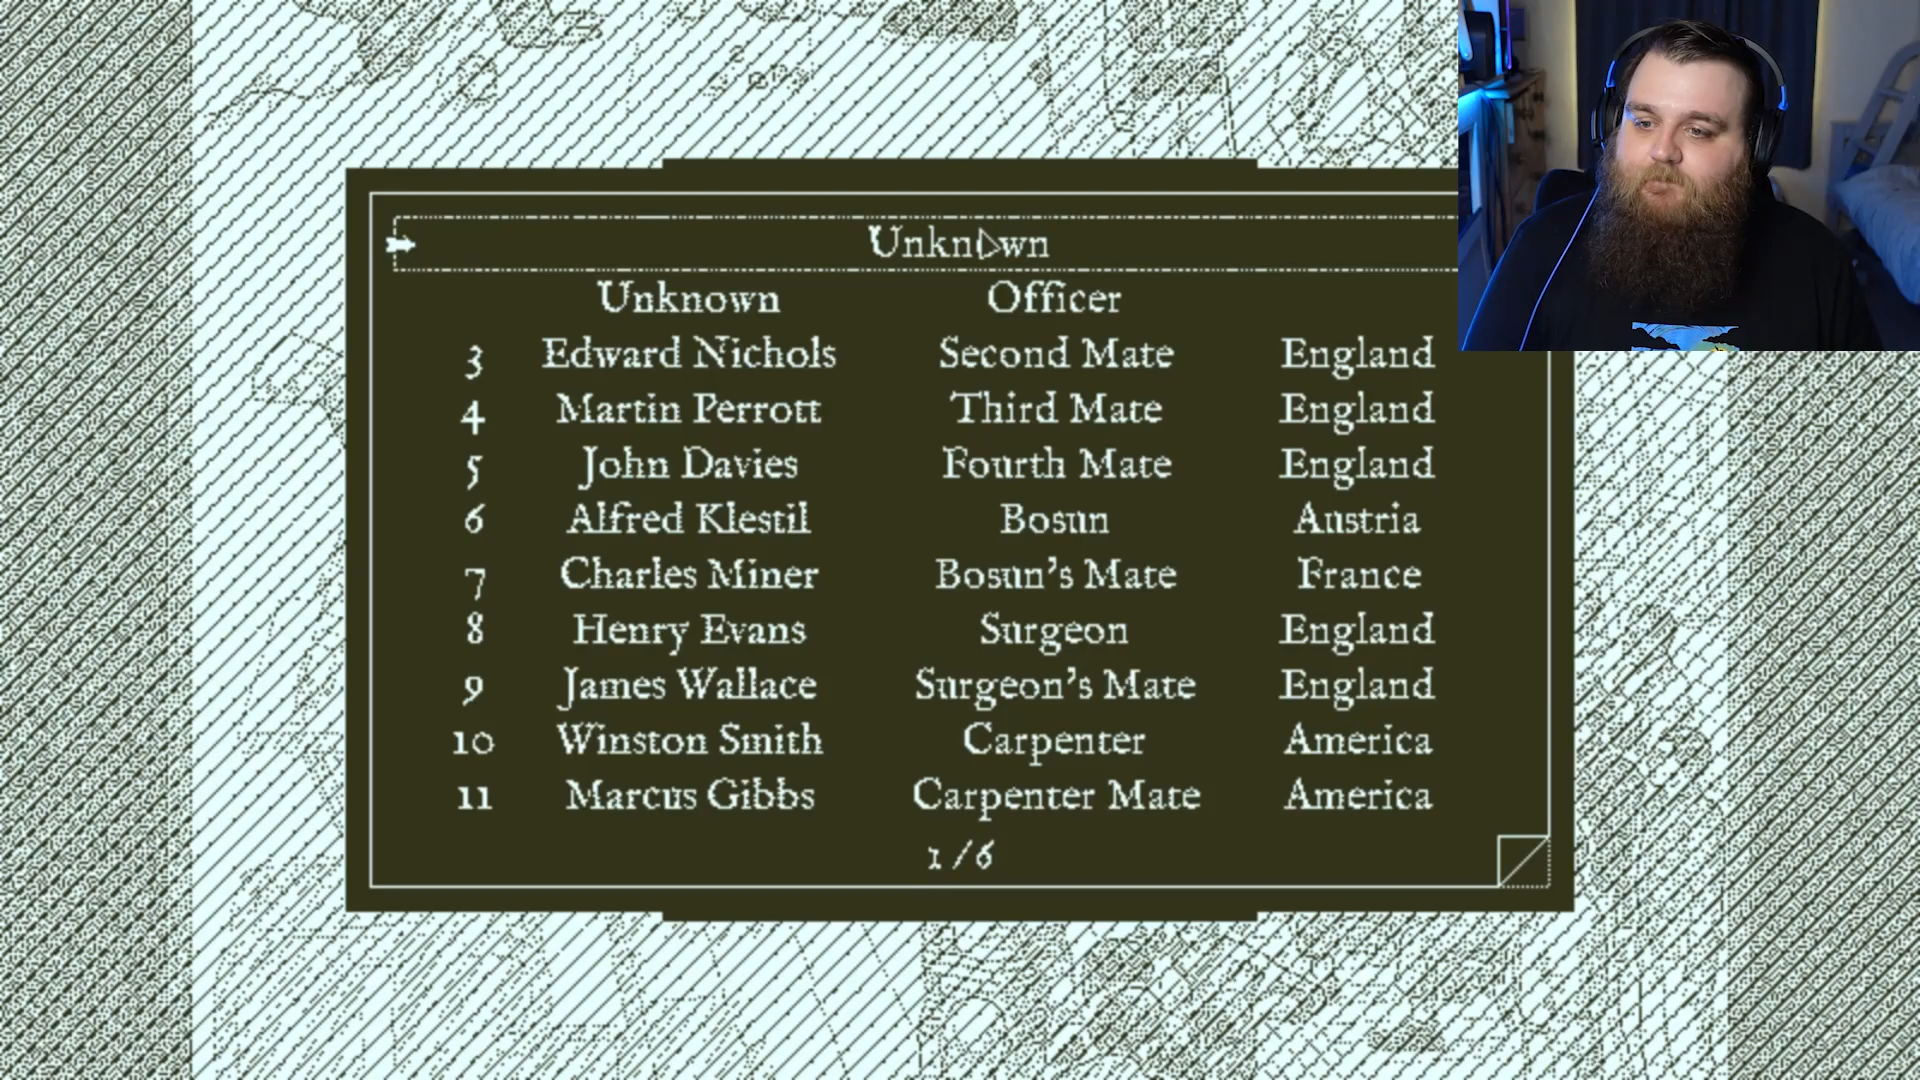 Unknown
Unknown Officer
3 Edward Nichols Second Mate England
4 Martin Perrott Third Mate England
5 John Davies Fourth Mate England
6 Alfred Klestil Bosun Austria
7 Charles Miner Bosun's Mate France
8 Henry Evans Surgeon England
9 James Wallace Surgeon's Mate England
10 Winston Smith Carpenter America
11 Marcus Gibbs Carpenter Mate America
1/6